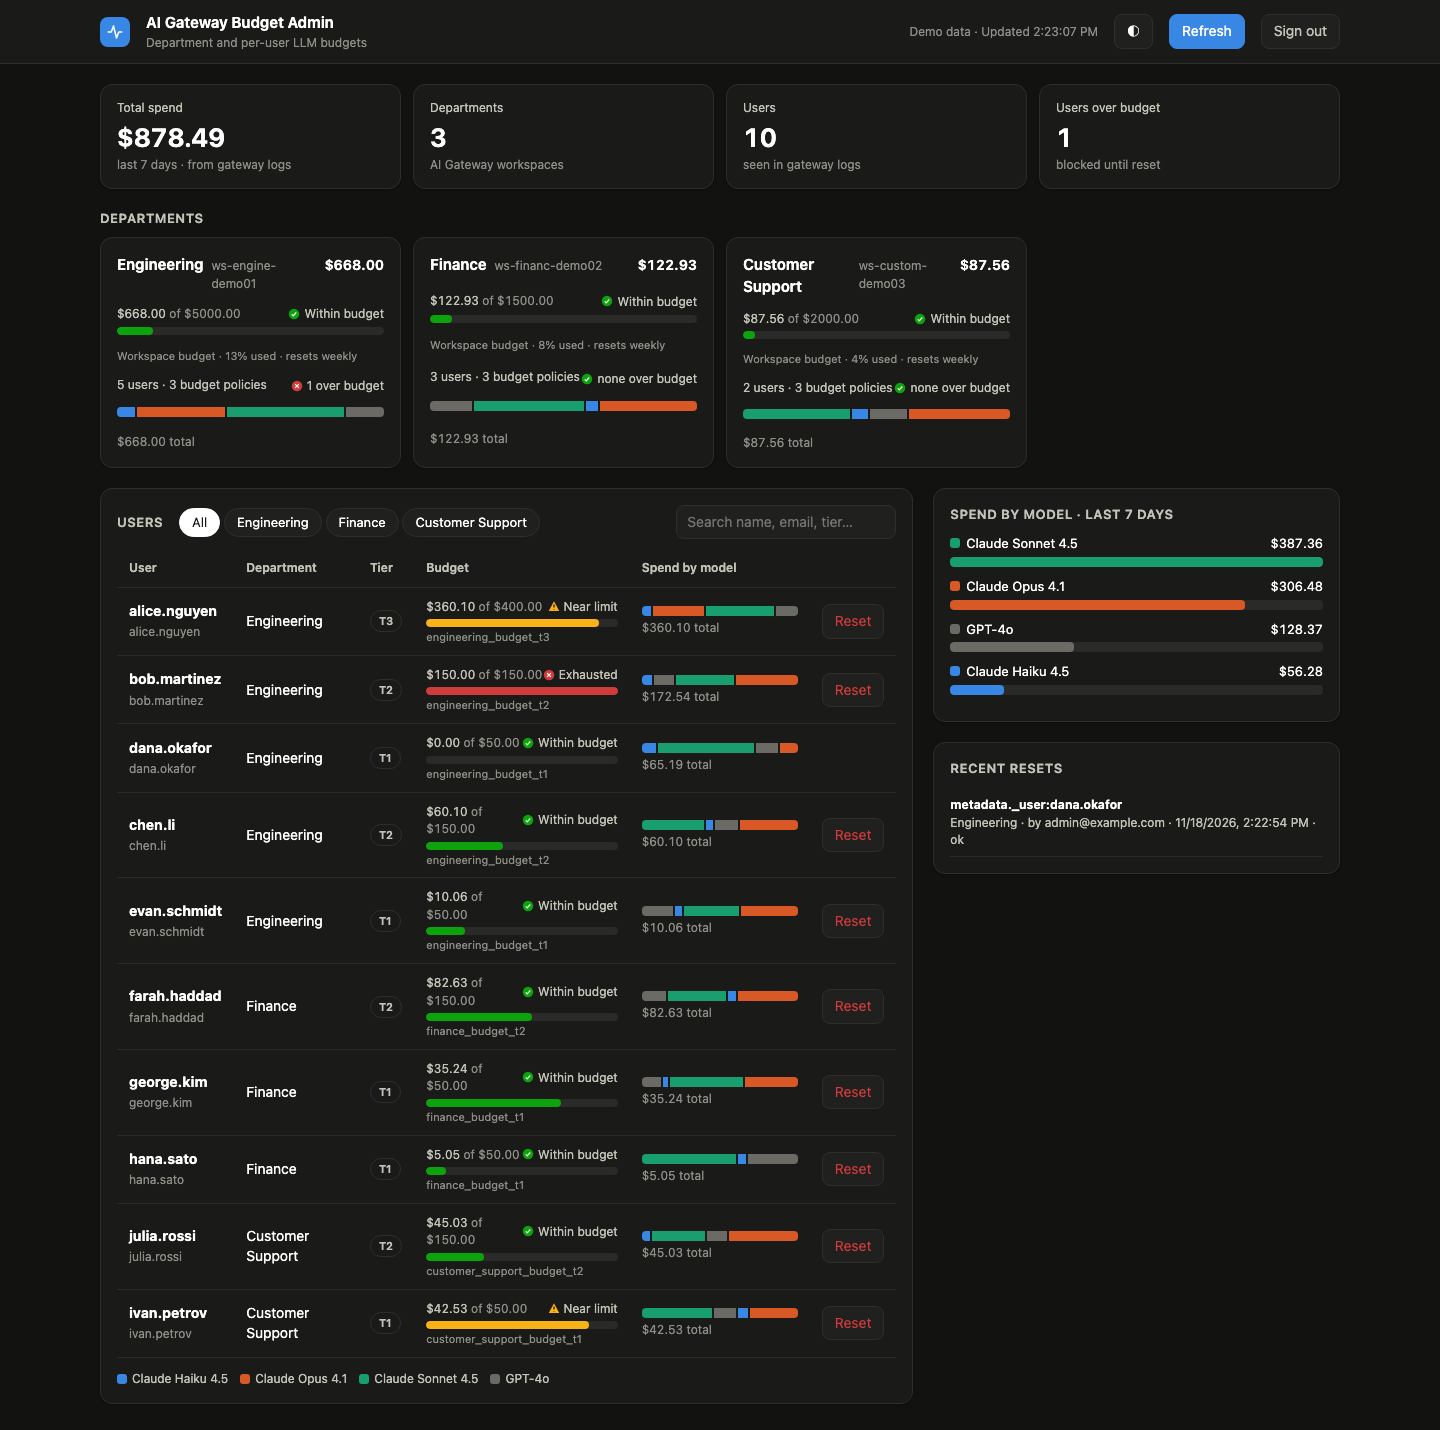 AI Gateway Budget Admin
Department and per-user LLM budgets
Demo data · Updated 2:23:07 PM
Refresh
Sign out
Total spend
$878.49
last 7 days · from gateway logs
Departments
3
AI Gateway workspaces
Users
10
seen in gateway logs
Users over budget
1
blocked until reset
DEPARTMENTS
Engineering ws-engine-demo01 $668.00
$668.00 of $5000.00 Within budget
Workspace budget · 13% used · resets weekly
5 users · 3 budget policies 1 over budget
$668.00 total
Finance ws-financ-demo02 $122.93
$122.93 of $1500.00 Within budget
Workspace budget · 8% used · resets weekly
3 users · 3 budget policies none over budget
$122.93 total
Customer Support ws-custom-demo03 $87.56
$87.56 of $2000.00 Within budget
Workspace budget · 4% used · resets weekly
2 users · 3 budget policies none over budget
$87.56 total
USERS All Engineering Finance Customer Support Search name, email, tier...
User Department Tier Budget Spend by model
alice.nguyen
alice.nguyen
Engineering
T3
$360.10 of $400.00 Near limit
engineering_budget_t3
$360.10 total
Reset
bob.martinez
bob.martinez
Engineering
T2
$150.00 of $150.00 Exhausted
engineering_budget_t2
$172.54 total
Reset
dana.okafor
dana.okafor
Engineering
T1
$0.00 of $50.00 Within budget
engineering_budget_t1
$65.19 total
chen.li
chen.li
Engineering
T2
$60.10 of
$150.00
Within budget
engineering_budget_t2
$60.10 total
Reset
evan.schmidt
evan.schmidt
Engineering
T1
$10.06 of
$50.00
Within budget
engineering_budget_t1
$10.06 total
Reset
farah.haddad
farah.haddad
Finance
T2
$82.63 of
$150.00
Within budget
finance_budget_t2
$82.63 total
Reset
george.kim
george.kim
Finance
T1
$35.24 of
$50.00
Within budget
finance_budget_t1
$35.24 total
Reset
hana.sato
hana.sato
Finance
T1
$5.05 of $50.00 Within budget
finance_budget_t1
$5.05 total
Reset
julia.rossi
julia.rossi
Customer
Support
T2
$45.03 of
$150.00
Within budget
customer_support_budget_t2
$45.03 total
Reset
ivan.petrov
ivan.petrov
Customer
Support
T1
$42.53 of $50.00 Near limit
customer_support_budget_t1
$42.53 total
Reset
Claude Haiku 4.5 Claude Opus 4.1 Claude Sonnet 4.5 GPT-4o
SPEND BY MODEL · LAST 7 DAYS
Claude Sonnet 4.5 $387.36
Claude Opus 4.1 $306.48
GPT-4o $128.37
Claude Haiku 4.5 $56.28
RECENT RESETS
metadata._user:dana.okafor
Engineering · by admin@example.com · 11/18/2026, 2:22:54 PM ·
ok